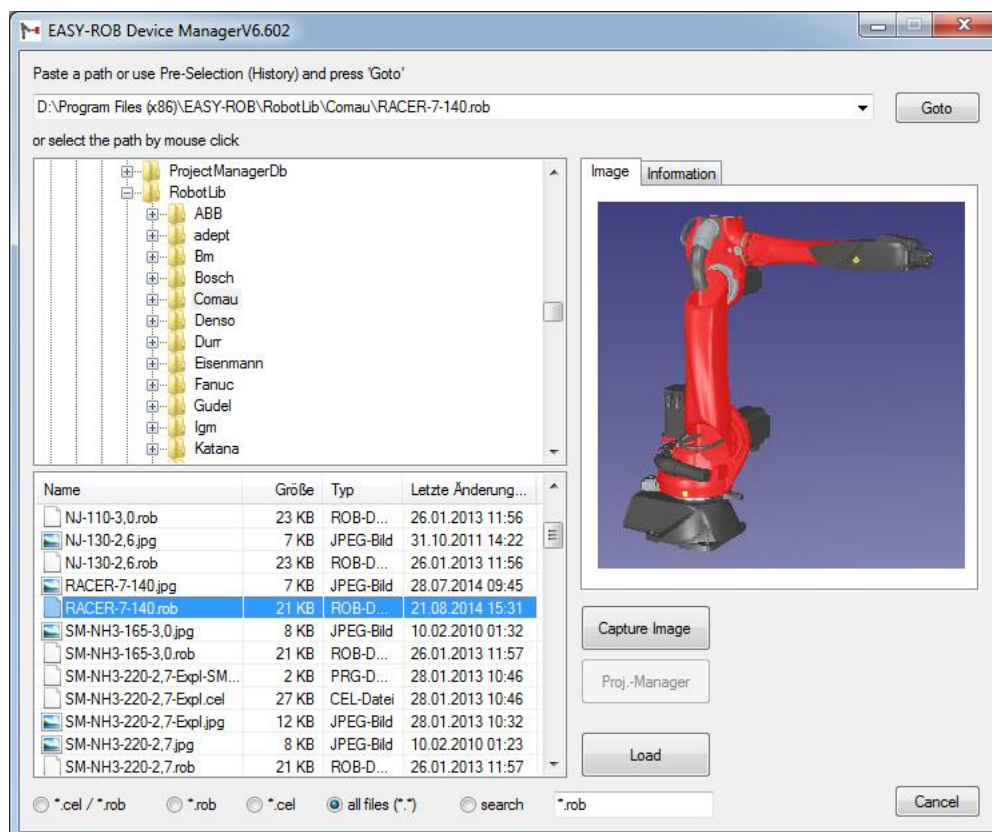 EASY-ROB Device ManagerV6.602
Paste a path or use Pre-Selection (History) and press 'Goto'
D:\Program Files (x86)\EASY-ROB\RobotLib\Comau\RACER-7-140.rob
Goto
or select the path by mouse click
ProjectManagerDb
RobotLib
ABB
adept
Bm
Bosch
Comau
Denso
Durr
Eisenmann
Fanuc
Gudel
Igm
Katana
Image Information
Name Größe Typ Letzte Änderung...
NJ-110-3,0.rob 23 KB ROB-D... 26.01.2013 11:56
NJ-130-2,6.jpg 7 KB JPEG-Bild 31.10.2011 14:22
NJ-130-2,6.rob 23 KB ROB-D... 26.01.2013 11:56
RACER-7-140.jpg 7 KB JPEG-Bild 28.07.2014 09:45
RACER-7-140.rob 21 KB ROB-D... 21.08.2014 15:31
SM-NH3-165-3,0.jpg 8 KB JPEG-Bild 10.02.2010 01:32
SM-NH3-165-3,0.rob 21 KB ROB-D... 26.01.2013 11:57
SM-NH3-220-2,7-Expl-SM... 2 KB PRG-D... 28.01.2013 10:46
SM-NH3-220-2,7-Expl.cel 27 KB CEL-Datei 28.01.2013 10:46
SM-NH3-220-2,7-Expl.jpg 12 KB JPEG-Bild 28.01.2013 10:32
SM-NH3-220-2,7.jpg 8 KB JPEG-Bild 10.02.2010 01:23
SM-NH3-220-2,7.rob 21 KB ROB-D... 26.01.2013 11:57
Capture Image
Proj.-Manager
Load
*.cel / *.rob *.rob *.cel all files (*.*) search *.rob
Cancel